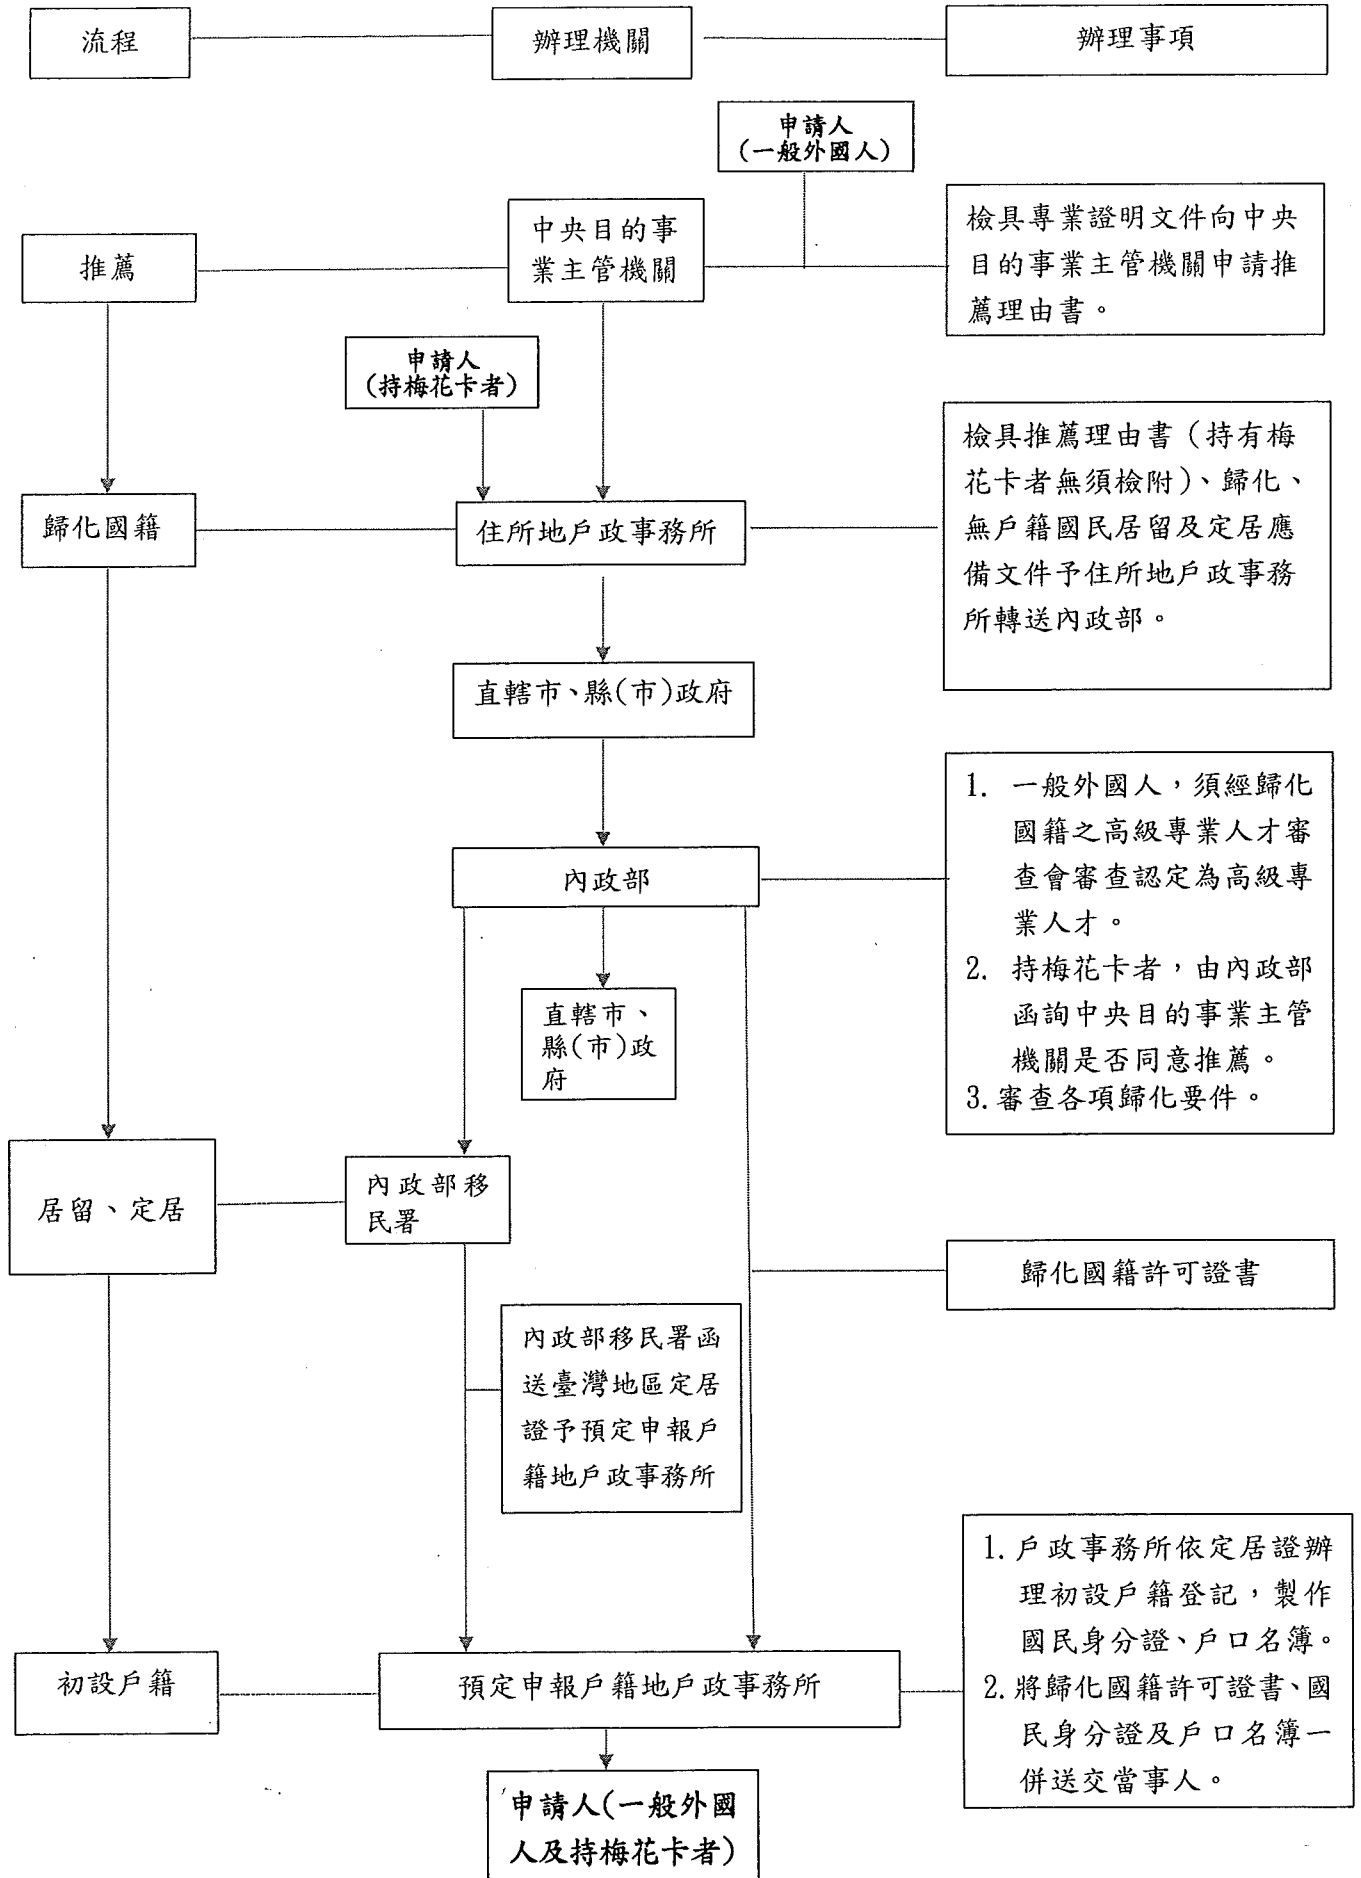 流程
辦理機關
辦理事項
申請人
(一般外國人)
推薦
中央目的事
業主管機關
檢具專業證明文件向中央
目的事業主管機關申請推
薦理由書。
申請人
(持梅花卡者)
歸化國籍
住所地戶政事務所
檢具推薦理由書(持有梅
花卡者無須檢附)、歸化、
無戶籍國民居留及定居應
備文件予住所地戶政事務
所轉送內政部。
直轄市、縣(市)政府
內政部
1. 一般外國人，須經歸化
國籍之高級專業人才審
查會審查認定為高級專
業人才。
2. 持梅花卡者，由內政部
函詢中央目的事業主管
機關是否同意推薦。
3.審查各項歸化要件。
直轄市、
縣(市)政
府
居留、定居
內政部移
民署
歸化國籍許可證書
內政部移民署函
送臺灣地區定居
證予預定申報戶
籍地戶政事務所
初設戶籍
預定申報戶籍地戶政事務所
1.戶政事務所依定居證辦
理初設戶籍登記，製作
國民身分證、戶口名簿。
2.將歸化國籍許可證書、國
民身分證及戶口名簿一
併送交當事人。
申請人(一般外國
人及持梅花卡者)